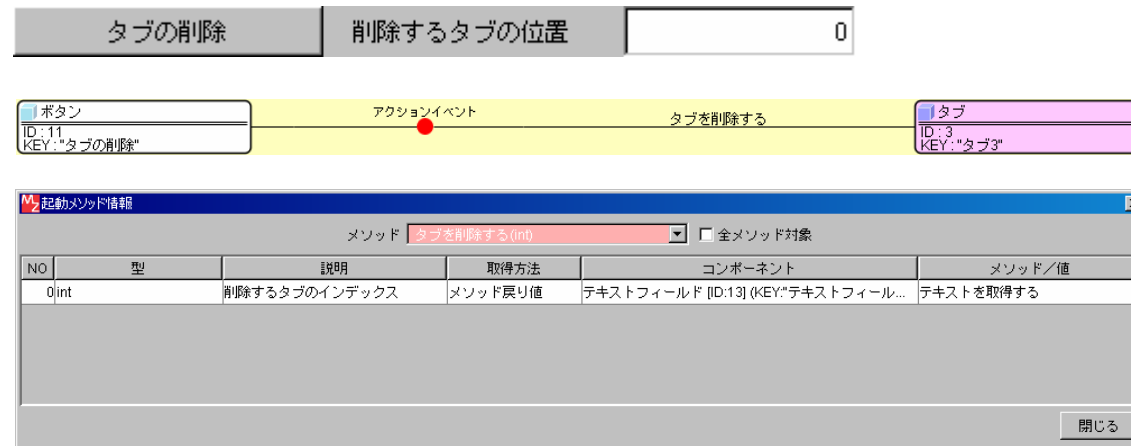 タブの削除 削除するタブの位置 0
ボタン アクションイベント タブを削除する タブ
ID : 11 ID : 3
KEY : "タブの削除" KEY : "タブ3"
起動メソッド情報
メソッド タブを削除する(int) 全メソッド対象
NO 型 説明 取得方法 コンポーネント メソッド/値
0 int 削除するタブのインデックス メソッド戻り値 テキストフィールド [ID:13] (KEY:"テキストフィール... テキストを取得する
閉じる